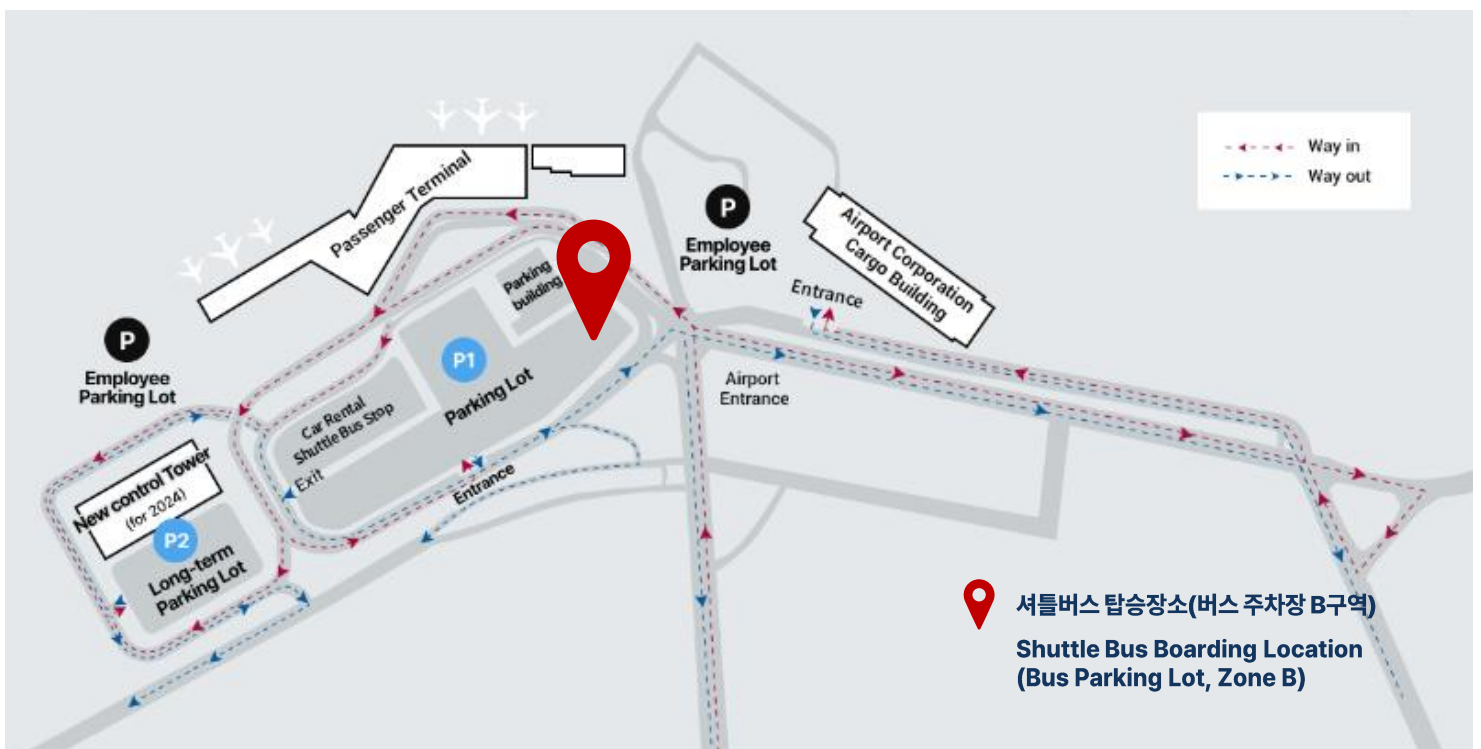 Way in
Way out
Passenger Terminal
P
Employee
Parking Lot
Airport Corporation
Cargo Building
Entrance
Parking
building
P
Employee
Parking Lot
P1
Parking Lot
Car Rental
Shuttle Bus Stop
Exit
Entrance
Airport
Entrance
New control Tower
(for 2024)
P2
Long-term
Parking Lot
셔틀버스 탑승장소(버스 주차장 B구역)
Shuttle Bus Boarding Location
(Bus Parking Lot, Zone B)